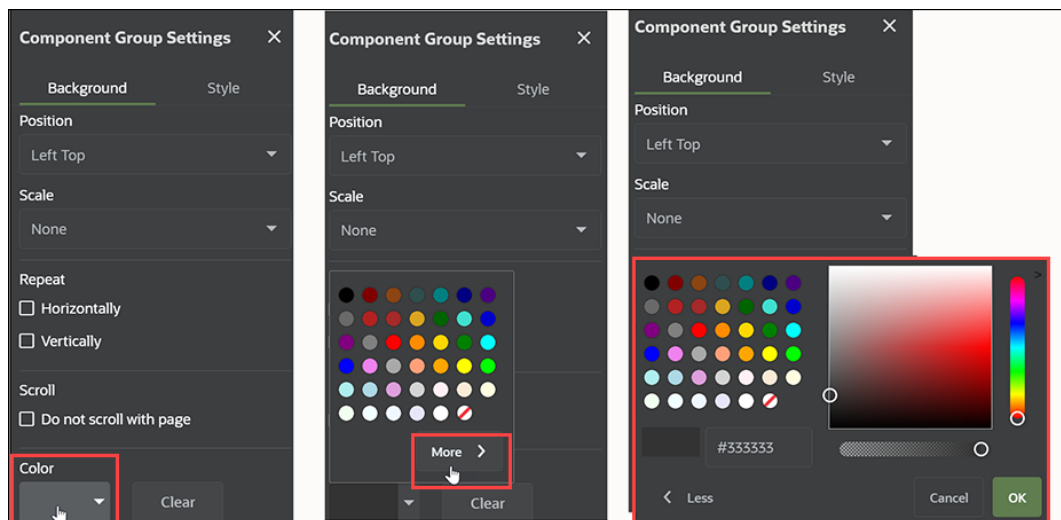 Component Group Settings
Background Style
Position
Left Top
Scale
None
Repeat
Horizontally
Vertically
Scroll
Do not scroll with page
Color
Clear
Component Group Settings
Background Style
Position
Left Top
Scale
None
More
Clear
Component Group Settings
Background Style
Position
Left Top
Scale
None
#333333
Less Cancel OK